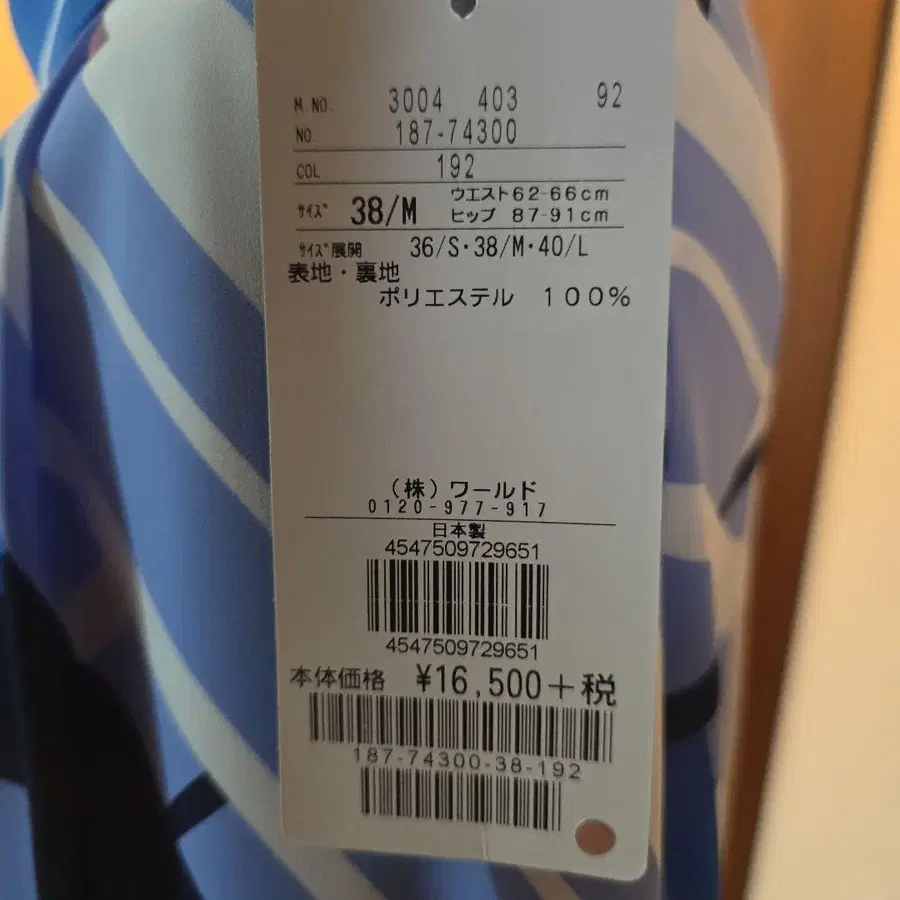 M.NO. 3004 403 92
NO 187-74300
COL 192
サイズ 38/M ウエスト62-66cm
ヒップ 87-91cm
サイズ展開 36/S・38/M・40/L
表地・裏地
ポリエステル 100%
(株)ワールド
0120-977-917
日本製
4547509729651
4547509729651
本体価格 ¥16,500+税
187-74300-38-192